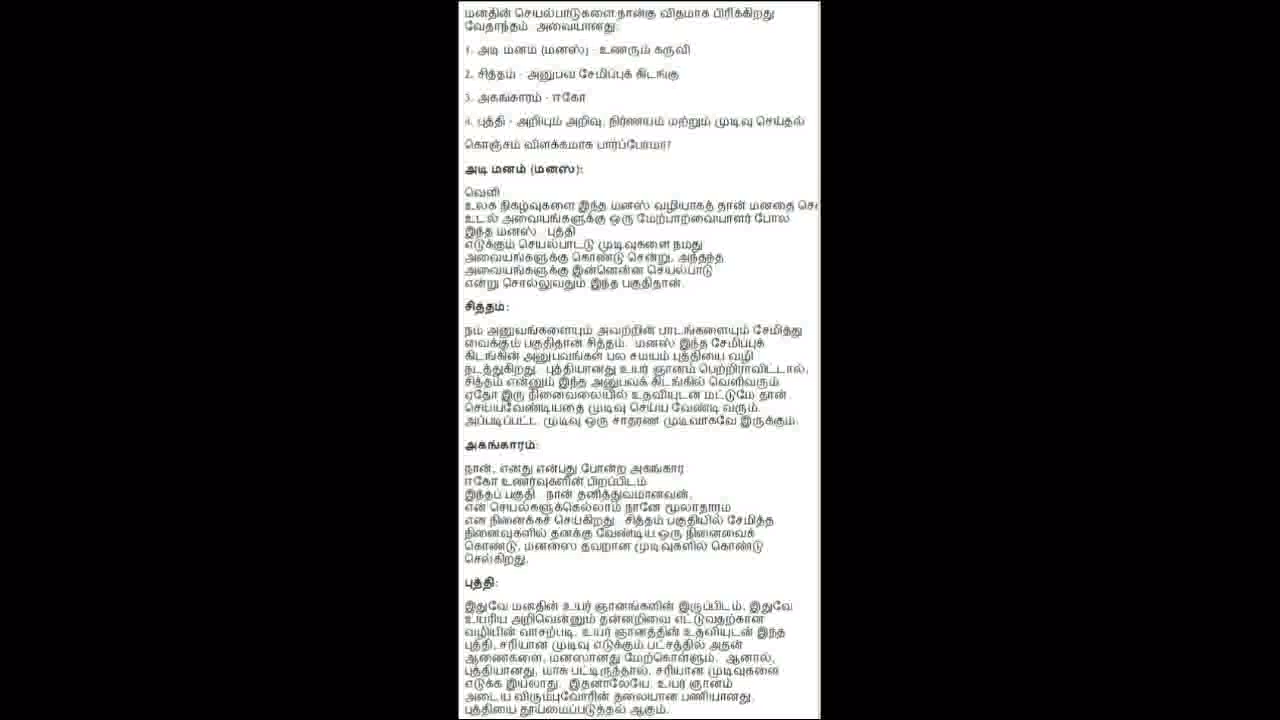 மனதின் செயல்பாடுகளை நான்கு விதமாக பிரிக்கிறது
வேதாந்தம். அவையானது:
1. அடி மனம் (மனஸ்) - உணரும் கருவி
2. சித்தம் - அனுபவ சேமிப்புக் கிடங்கு
3. அகங்காரம் - ஈகோ
4. புத்தி - அறியும் அறிவு, நிர்ணயம் மற்றும் முடிவு செய்தல்
கொஞ்சம் விளக்கமாக பார்ப்போமா?
அடி மனம் (மனஸ்):
வெளி
உலக நிகழ்வுகளை இந்த மனஸ் வழியாகத் தான் மனதை
உடல் அவையங்களுக்கு ஒரு மேற்பார்வையாளர் போல
இந்த மனஸ். புத்தி
எடுக்கும் செயல்பாட்டு முடிவுகளை நமது
அவையங்களுக்கு கொண்டு சென்று, அந்தந்த
அவையங்களுக்கு இன்னென்ன செயல்பாடு
என்று சொல்லுவதும் இந்த பகுதிதான்.
சித்தம்:
நம் அனுவங்களையும் அவற்றின் பாடங்களையும் சேமித்து
வைக்கும் பகுதிதான் சித்தம். மனஸ் இந்த சேமிப்புக்
கிடங்கின் அனுபவங்கள் பல சமயம் புத்தியை வழி
நடத்துகிறது. புத்தியானது உயர் ஞானம் பெற்றிராவிட்டால்,
சித்தம் என்னும் இந்த அனுபவக் கிடங்கில் வெளிவரும்
ஏதோ இரு நினைவலையில் உதவியுடன் மட்டுமே தான்
செய்யவேண்டியதை முடிவு செய்ய வேண்டி வரும்.
அப்படிப்பட்ட முடிவு ஒரு சாதரண முடிவாகவே இருக்கும்.
அகங்காரம்:
நான், எனது என்பது போன்ற அகங்கார
ஈகோ உணர்வுகளின் பிறப்பிடம்
இந்தப் பகுதி. நான் தனித்துவமானவன்,
என் செயல்களுக்கெல்லாம் நானே மூலாதாரம்
என நினைக்கச் செய்கிறது. சித்தம் பகுதியில் சேமித்த
நினைவுகளில் தனக்கு வேண்டிய ஒரு நினைவைக்
கொண்டு, மனஸை தவறான முடிவுகளில் கொண்டு
செல்கிறது.
புத்தி:
இதுவே மனதின் உயர் ஞானங்களின் இருப்பிடம். இதுவே
உயரிய அறிவென்னும் தன்னறிவை எட்டுவதற்கான
வழியின் வாசற்படி. உயர் ஞானத்தின் உதவியுடன் இந்த
புத்தி, சரியான முடிவு எடுக்கும் பட்சத்தில் அதன்
ஆணைகளை, மனஸானது மேற்கொள்ளும். ஆனால்,
புத்தியானது, மாசு பட்டிருந்தால், சரியான முடிவுகளை
எடுக்க இயலாது. இதனாலேயே, உயர் ஞானம்
அடைய விரும்புவோரின் தலையான பணியானது,
புத்தியை தூய்மைப்படுத்தல் ஆகும்.